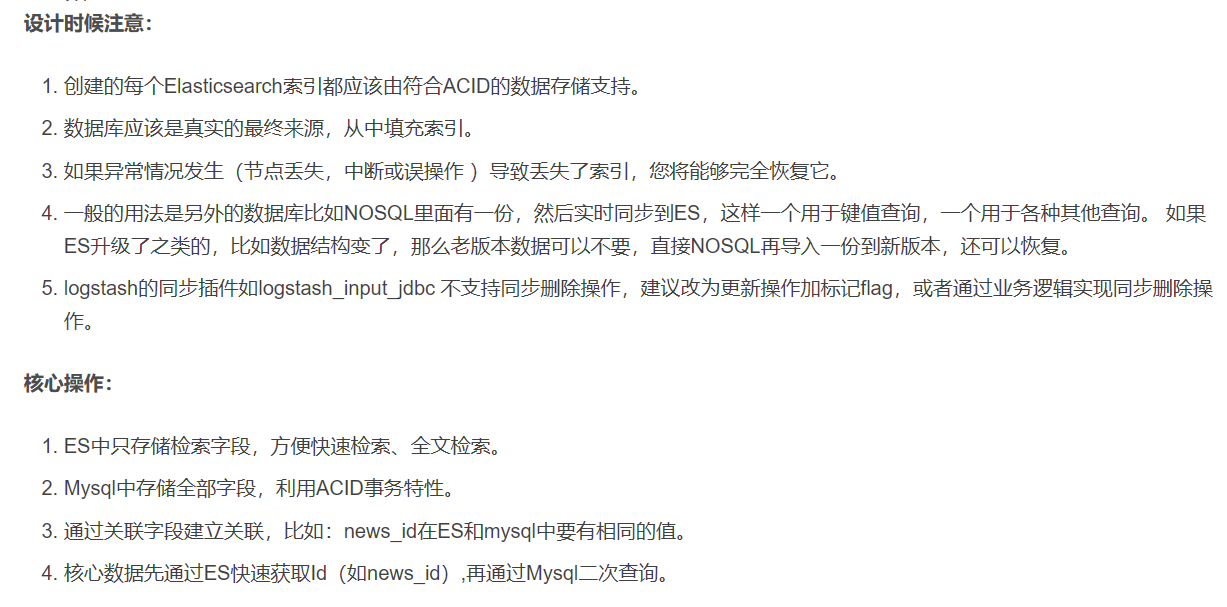 设计时候注意：
1. 创建的每个Elasticsearch索引都应该由符合ACID的数据存储支持。
2. 数据库应该是真实的最终来源，从中填充索引。
3. 如果异常情况发生（节点丢失，中断或误操作 ）导致丢失了索引，您将能够完全恢复它。
4. 一般的用法是另外的数据库比如NOSQL里面有一份，然后实时同步到ES，这样一个用于键值查询，一个用于各种其他查询。 如果
ES升级了之类的，比如数据结构变了，那么老版本数据可以不要，直接NOSQL再导入一份到新版本，还可以恢复。
5. logstash的同步插件如logstash_input_jdbc 不支持同步删除操作，建议改为更新操作加标记flag，或者通过业务逻辑实现同步删除操
作。
核心操作：
1. ES中只存储检索字段，方便快速检索、全文检索。
2. Mysql中存储全部字段，利用ACID事务特性。
3. 通过关联字段建立关联，比如：news_id在ES和mysql中要有相同的值。
4. 核心数据先通过ES快速获取Id（如news_id）,再通过Mysql二次查询。